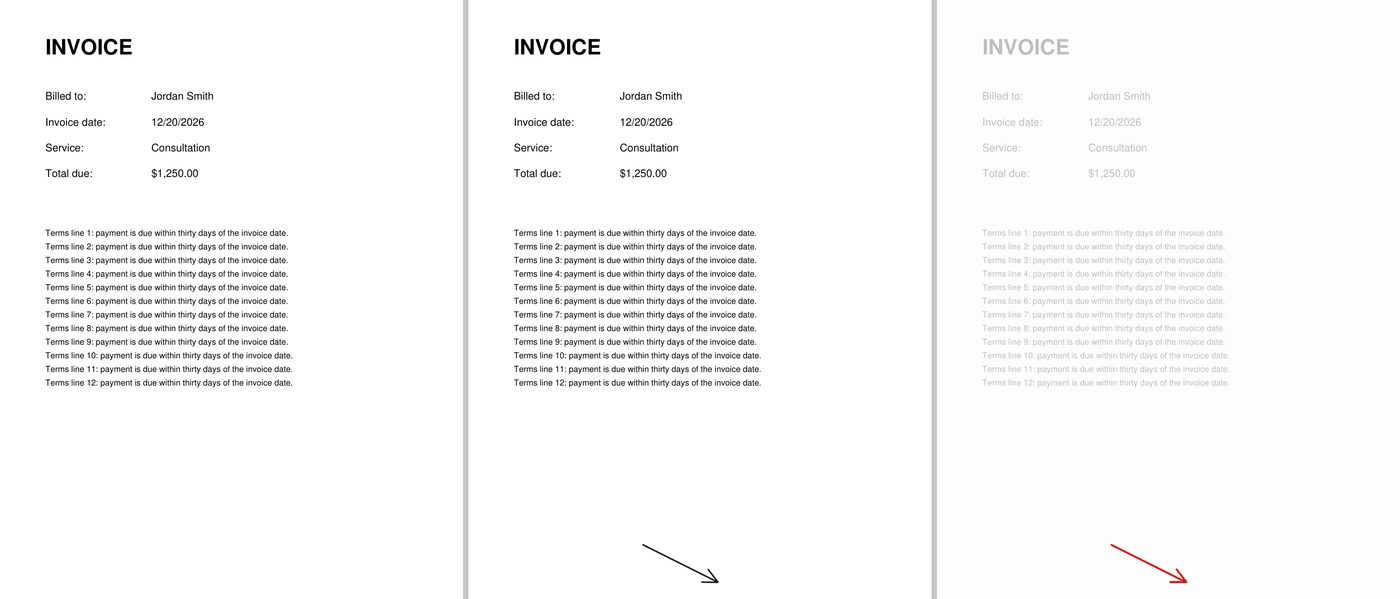 INVOICE
Billed to: Jordan Smith
Invoice date: 12/20/2026
Service: Consultation
Total due: $1,250.00
Terms line 1: payment is due within thirty days of the invoice date.
Terms line 2: payment is due within thirty days of the invoice date.
Terms line 3: payment is due within thirty days of the invoice date.
Terms line 4: payment is due within thirty days of the invoice date.
Terms line 5: payment is due within thirty days of the invoice date.
Terms line 6: payment is due within thirty days of the invoice date.
Terms line 7: payment is due within thirty days of the invoice date.
Terms line 8: payment is due within thirty days of the invoice date.
Terms line 9: payment is due within thirty days of the invoice date.
Terms line 10: payment is due within thirty days of the invoice date.
Terms line 11: payment is due within thirty days of the invoice date.
Terms line 12: payment is due within thirty days of the invoice date.
INVOICE
Billed to: Jordan Smith
Invoice date: 12/20/2026
Service: Consultation
Total due: $1,250.00
Terms line 1: payment is due within thirty days of the invoice date.
Terms line 2: payment is due within thirty days of the invoice date.
Terms line 3: payment is due within thirty days of the invoice date.
Terms line 4: payment is due within thirty days of the invoice date.
Terms line 5: payment is due within thirty days of the invoice date.
Terms line 6: payment is due within thirty days of the invoice date.
Terms line 7: payment is due within thirty days of the invoice date.
Terms line 8: payment is due within thirty days of the invoice date.
Terms line 9: payment is due within thirty days of the invoice date.
Terms line 10: payment is due within thirty days of the invoice date.
Terms line 11: payment is due within thirty days of the invoice date.
Terms line 12: payment is due within thirty days of the invoice date.
INVOICE
Billed to: Jordan Smith
Invoice date: 12/20/2026
Service: Consultation
Total due: $1,250.00
Terms line 1: payment is due within thirty days of the invoice date.
Terms line 2: payment is due within thirty days of the invoice date.
Terms line 3: payment is due within thirty days of the invoice date.
Terms line 4: payment is due within thirty days of the invoice date.
Terms line 5: payment is due within thirty days of the invoice date.
Terms line 6: payment is due within thirty days of the invoice date.
Terms line 7: payment is due within thirty days of the invoice date.
Terms line 8: payment is due within thirty days of the invoice date.
Terms line 9: payment is due within thirty days of the invoice date.
Terms line 10: payment is due within thirty days of the invoice date.
Terms line 11: payment is due within thirty days of the invoice date.
Terms line 12: payment is due within thirty days of the invoice date.